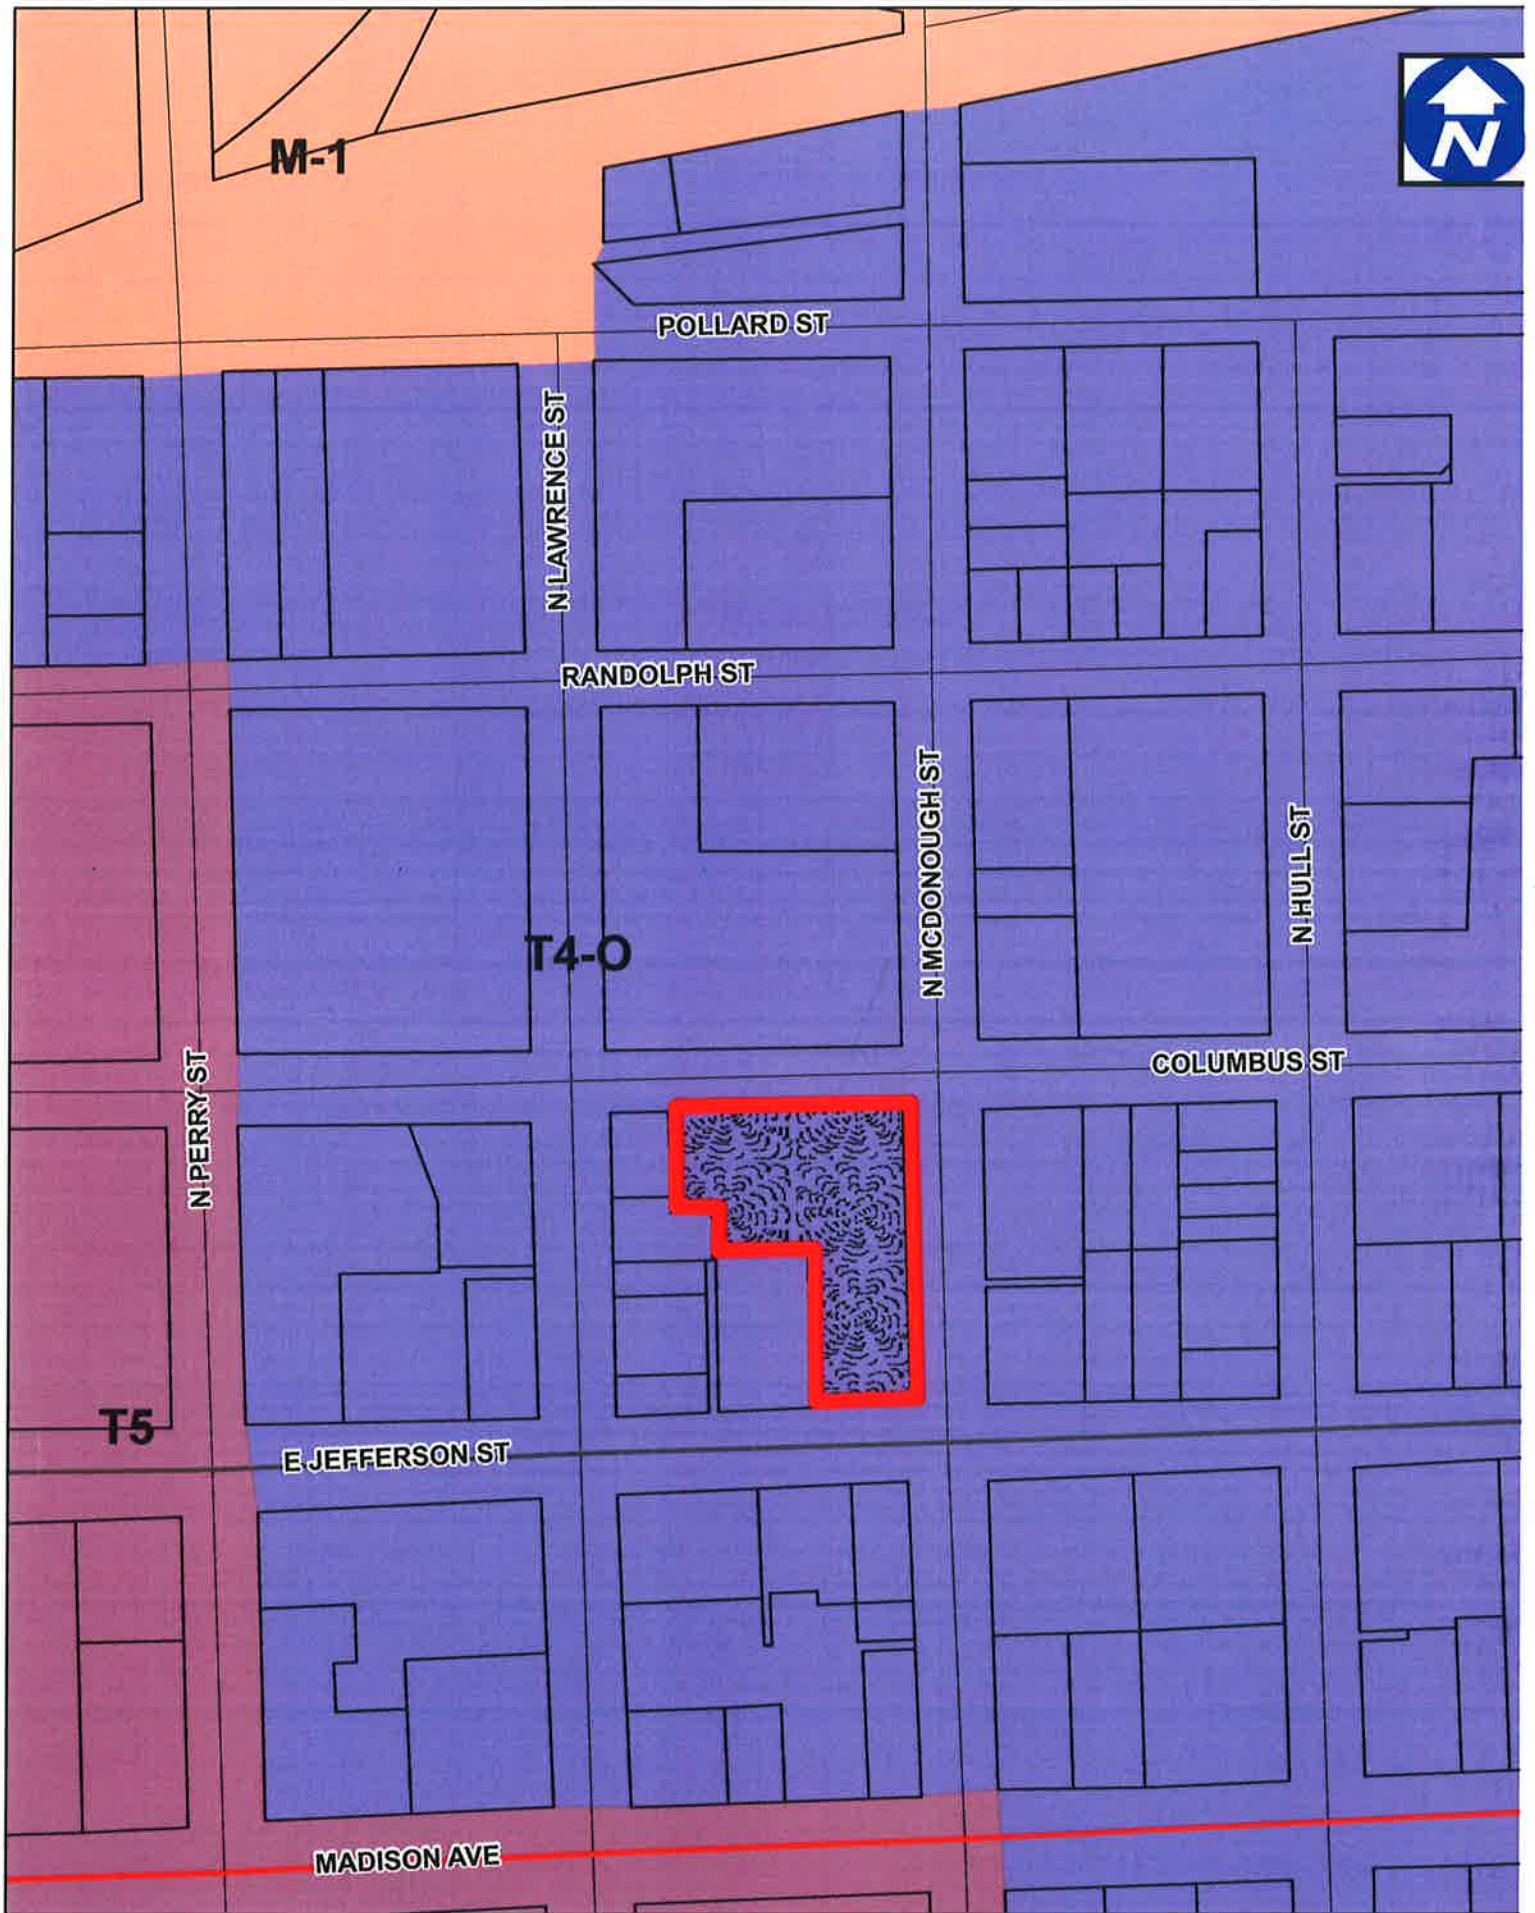 N
M-1
POLLARD ST
N LAWRENCE ST
RANDOLPH ST
N MCDONOUGH ST
N HULL ST
T4-O
COLUMBUS ST
N PERRY ST
T5
E JEFFERSON ST
MADISON AVE